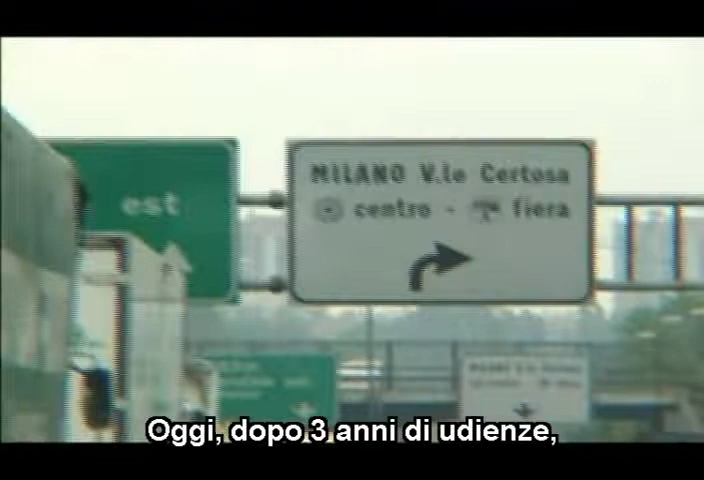 est
MILANO V.le Certosa
centro - fiera
Oggi, dopo 3 anni di udienze,